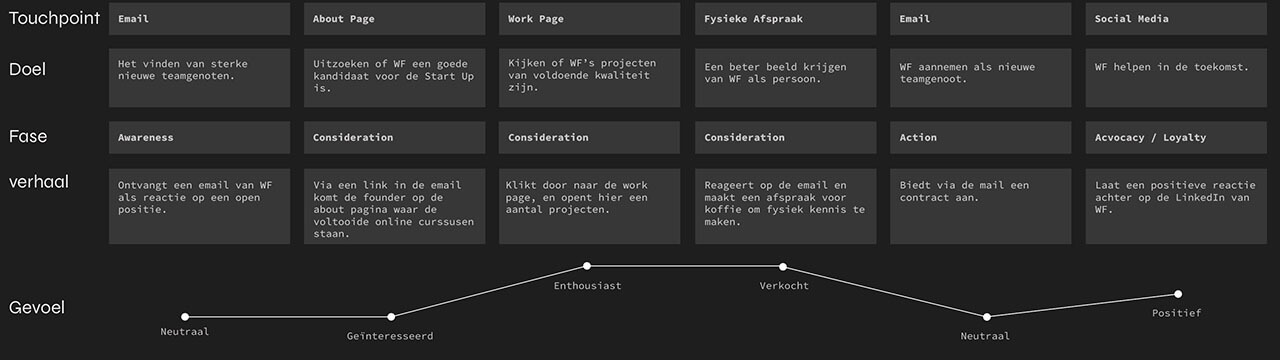 Touchpoint
Email
About Page
Work Page
Fysieke Afspraak
Email
Social Media
Doel
Het vinden van sterke
nieuwe teamgenoten.
Uitzoeken of WF een goede
kandidaat voor de Start Up
is.
Kijken of WF's projecten
van voldoende kwaliteit
zijn.
Een beter beeld krijgen
van WF als persoon.
WF aannemen als nieuwe
teamgenoot.
WF helpen in de toekomst.
Fase
Awareness
Consideration
Consideration
Consideration
Action
Acvocacy / Loyalty
verhaal
Ontvangt een email van WF
als reactie op een open
positie.
Via een link in de email
komt de founder op de
about pagina waar de
voltooide online curssusen
staan.
Klikt door naar de work
page, en opent hier een
aantal projecten.
Reageert op de email en
maakt een afspraak voor
koffie om fysiek kennis te
maken.
Biedt via de mail een
contract aan.
Laat een positieve reactie
achter op de LinkedIn van
WF.
Gevoel
Neutraal
Geïnteresseerd
Enthousiast
Verkocht
Neutraal
Positief